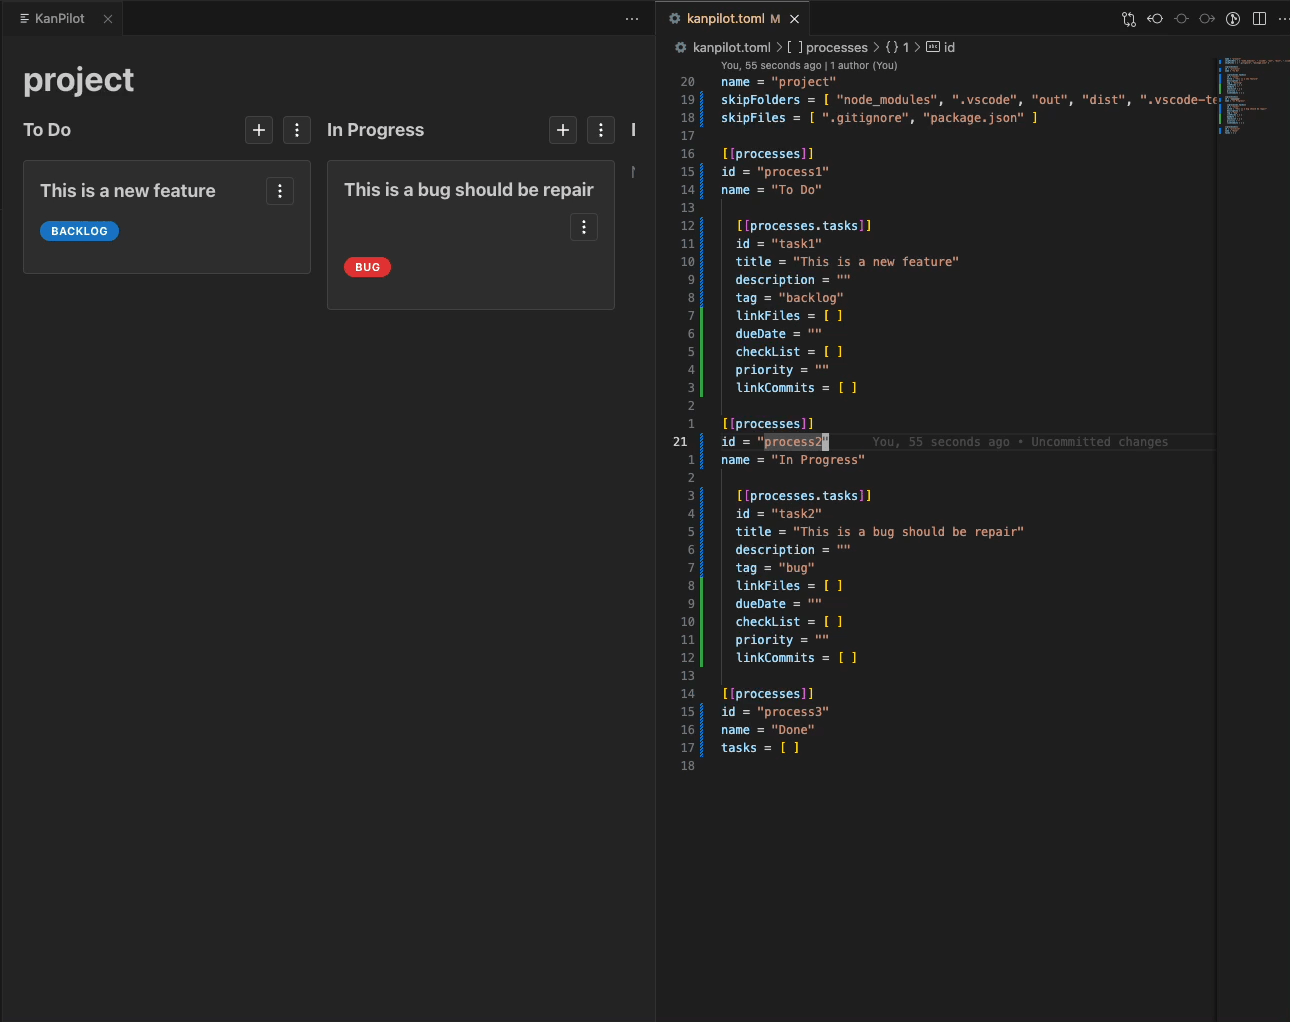 KanPilot
project
To Do
In Progress
This is a new feature
BACKLOG
This is a bug should be repair
BUG
kanpilot.toml M
kanpilot.toml > [ ] processes > { } 1 > abc id
You, 55 seconds ago | 1 author (You)
20 name = "project"
19 skipFolders = [ "node_modules", ".vscode", "out", "dist", ".vscode-te
18 skipFiles = [ ".gitignore", "package.json" ]
17
16 [[processes]]
15 id = "process1"
14 name = "To Do"
13
12 [[processes.tasks]]
11 id = "task1"
10 title = "This is a new feature"
9 description = ""
8 tag = "backlog"
7 linkFiles = [ ]
6 dueDate = ""
5 checkList = [ ]
4 priority = ""
3 linkCommits = [ ]
2
1 [[processes]]
21 id = "process2" You, 55 seconds ago • Uncommitted changes
1 name = "In Progress"
2
3 [[processes.tasks]]
4 id = "task2"
5 title = "This is a bug should be repair"
6 description = ""
7 tag = "bug"
8 linkFiles = [ ]
9 dueDate = ""
10 checkList = [ ]
11 priority = ""
12 linkCommits = [ ]
13
14 [[processes]]
15 id = "process3"
16 name = "Done"
17 tasks = [ ]
18